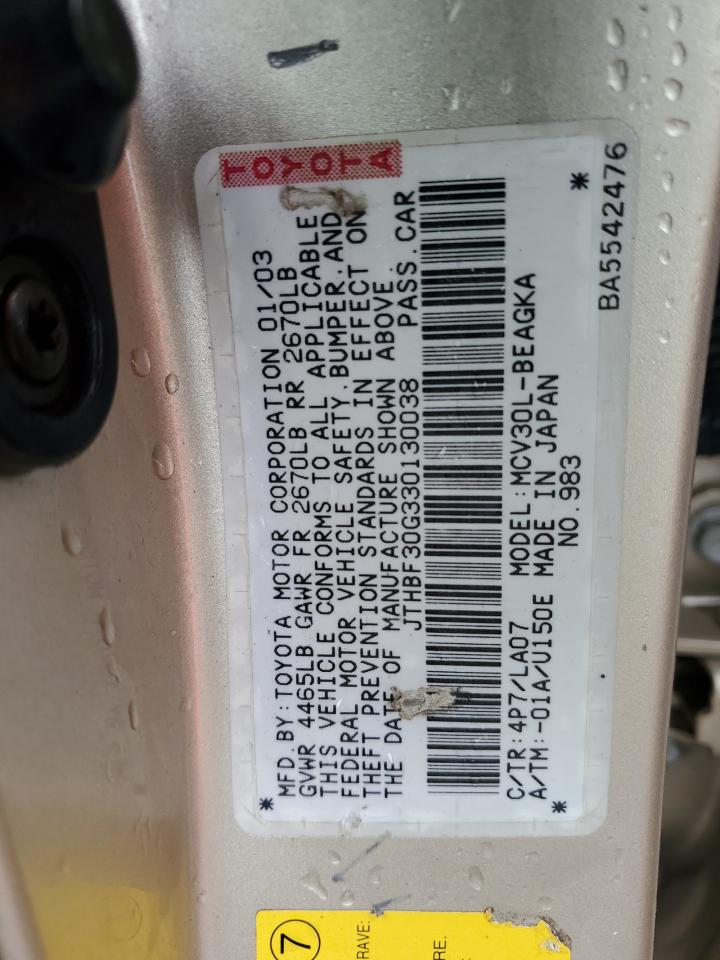 TOYOTA
*MFD. BY: TOYOTA MOTOR CORPORATION 01/03
GVWR 4465LB GAWR FR 2670LB RR 2670LB
THIS VEHICLE CONFORMS TO ALL APPLICABLE
FEDERAL MOTOR VEHICLE SAFETY, BUMPER, AND
THEFT PREVENTION STANDARDS IN EFFECT ON
THE DATE OF MANUFACTURE SHOWN ABOVE.
JTHBF30G330130038 PASS. CAR
C/TR: 4P7/LA07 MODEL: MCV30L-BEAGKA
A/TM: -01A/U150E MADE IN JAPAN
* NO. 983 *
BA5542476
7
RAVE:
RE.